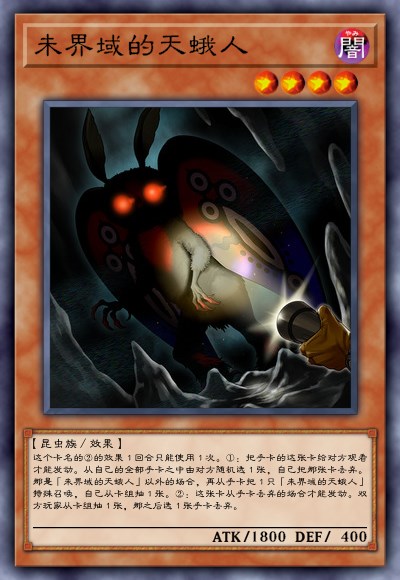 未界域的天蛾人
やみ
闇
【昆虫族／效果】
这个卡名的②的效果1回合只能使用1次。①：把手卡的这张卡给对方观看
才能发动。从自己的全部手卡之中由对方随机选1张，自己把那张卡丢弃。
那是「未界域的天蛾人」以外的场合，再从手卡把1只「未界域的天蛾人」
特殊召唤，自己从卡组抽1张。②：这张卡从手卡丢弃的场合才能发动。双
方玩家从卡组抽1张，那之后选1张手卡丢弃。
ATK/1800 DEF/ 400